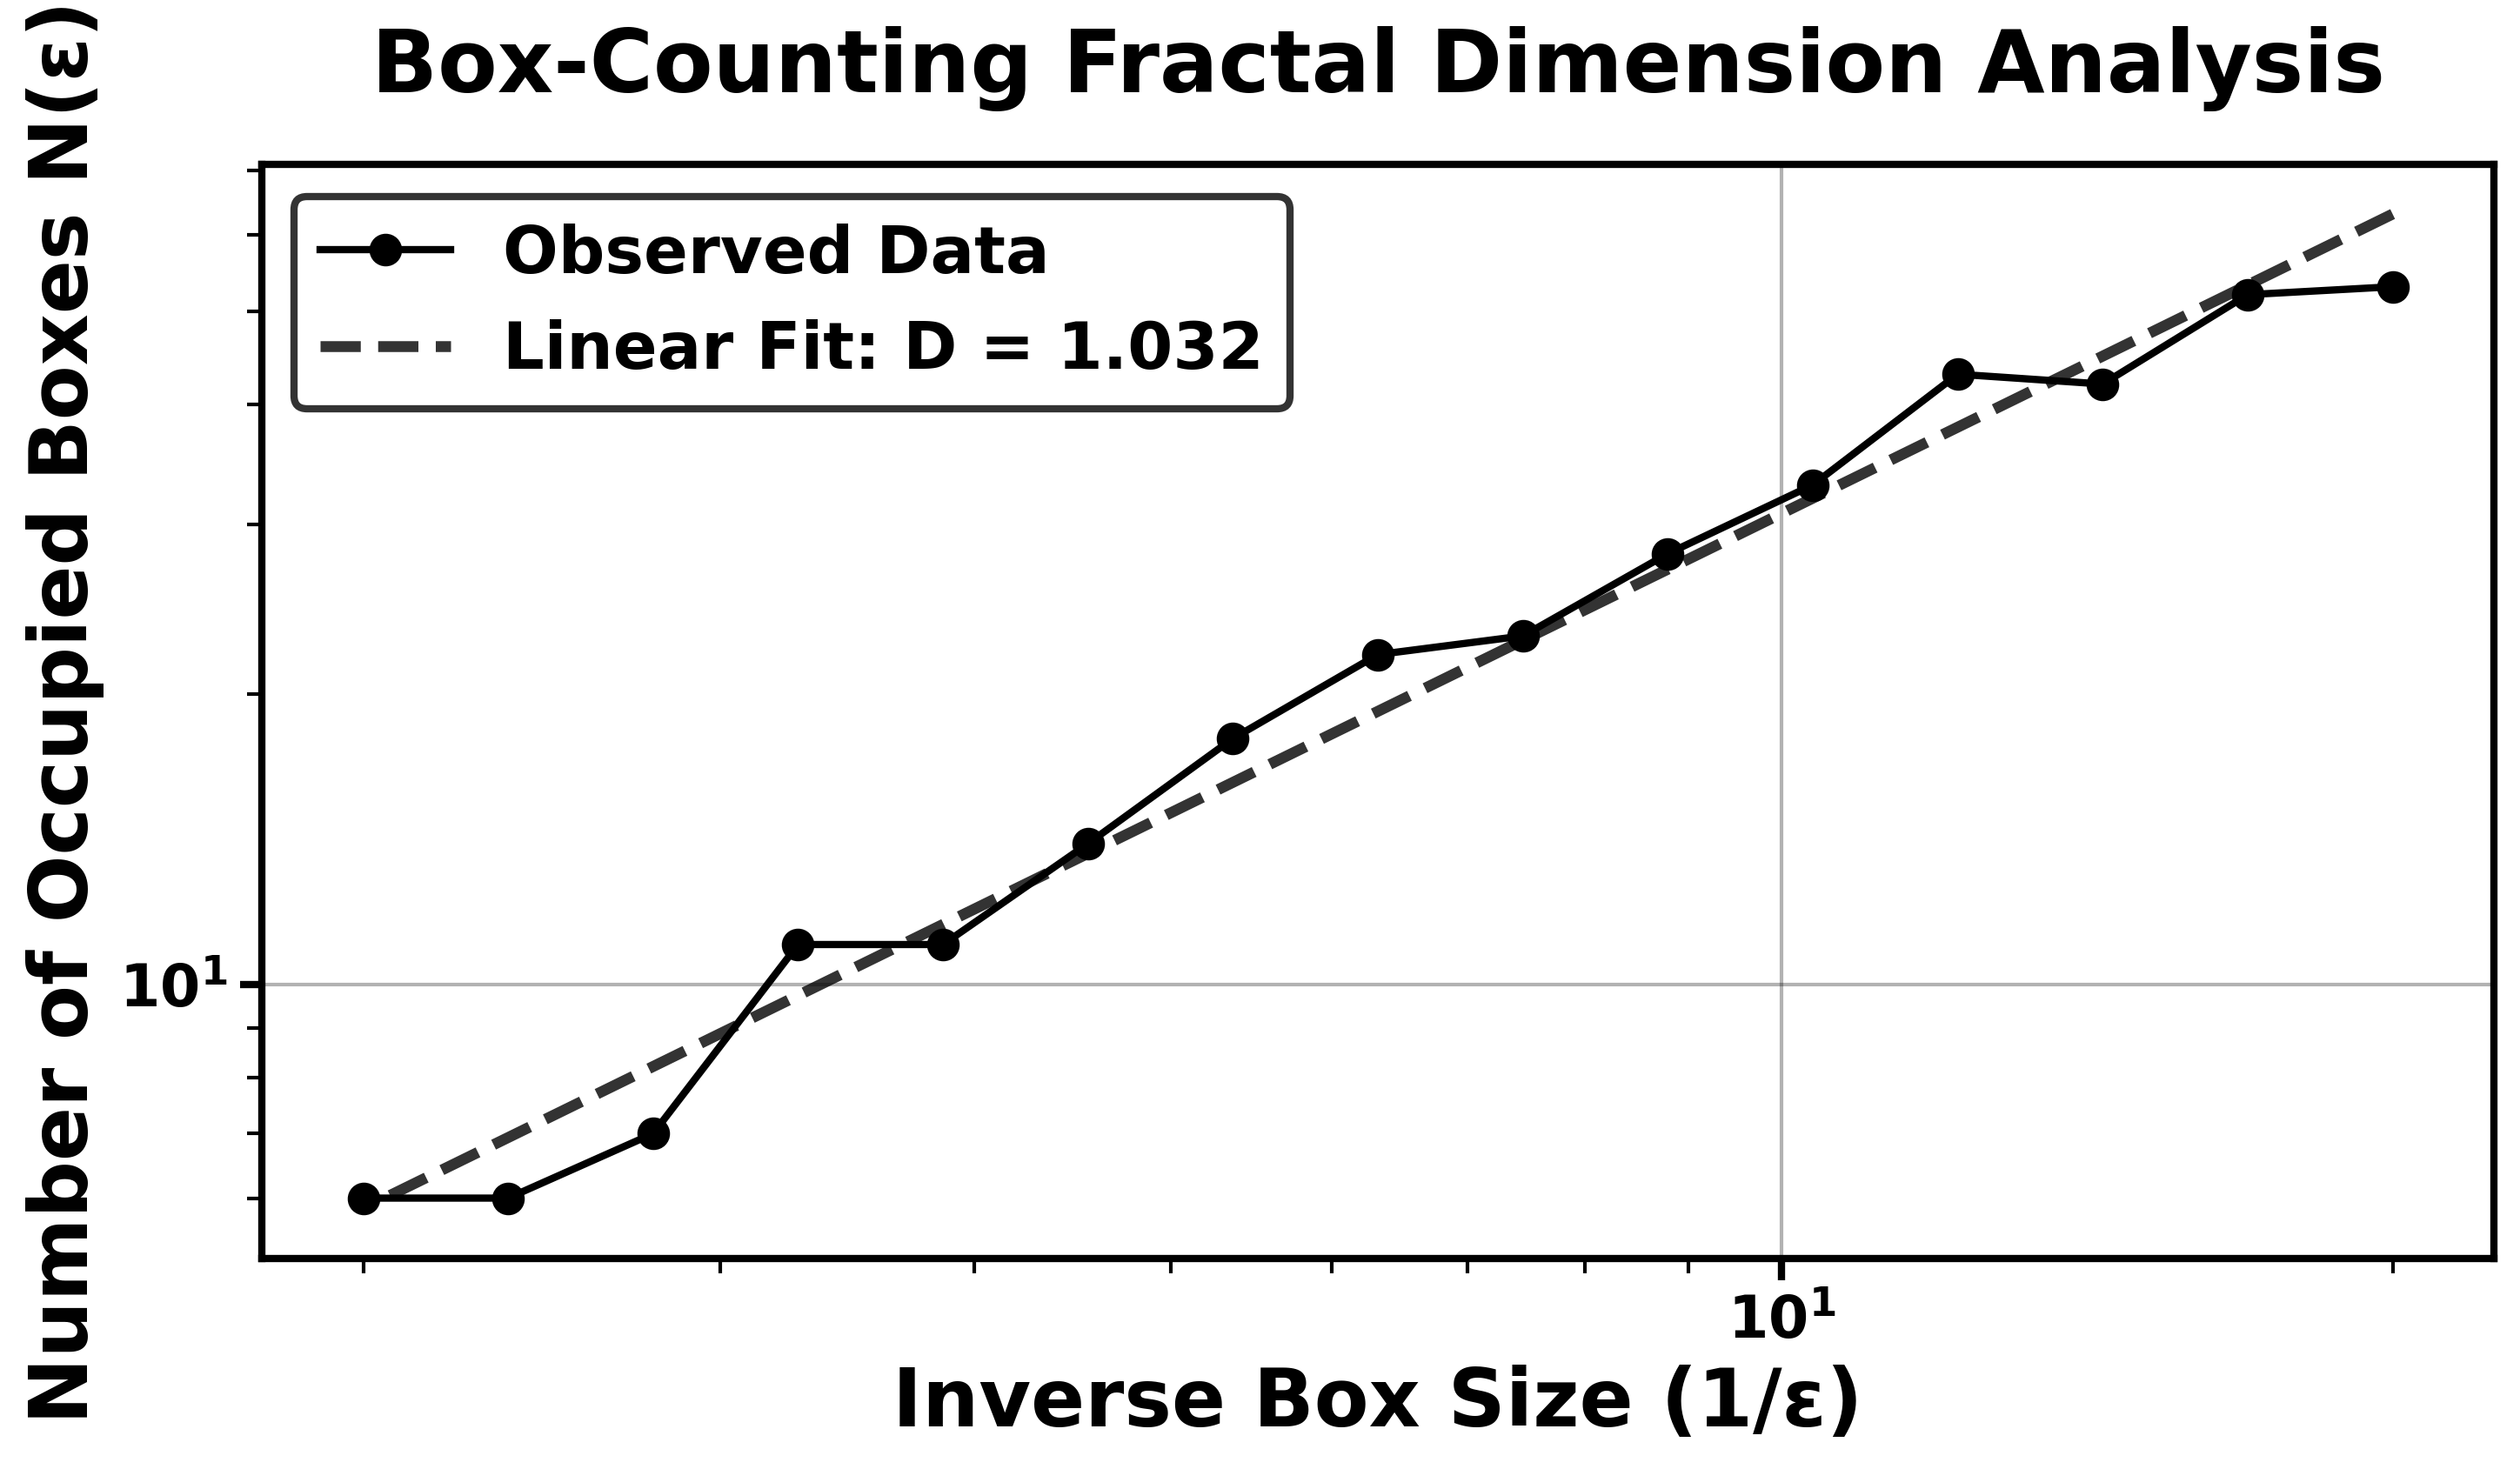 Box-Counting Fractal Dimension Analysis
Number of Occupied Boxes N(ε)
Observed Data
Linear Fit: D = 1.032
10¹
10¹
Inverse Box Size (1/ε)